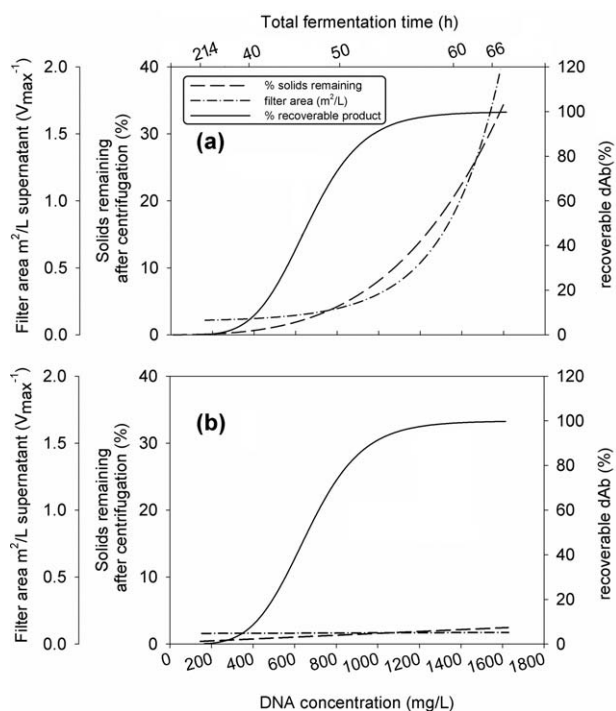 Total fermentation time (h)
214 40 50 60 66
% solids remaining
filter area (m²/L)
% recoverable product
(a)
Filter area m²/L supernatant (Vmax⁻¹)
2.0
1.5
1.0
0.5
0.0
Solids remaining
after centrifugation (%)
40
30
20
10
0
120
100
80
60
40
20
0
recoverable dAb(%)
(b)
Filter area m²/L supernatant (Vmax⁻¹)
2.0
1.5
1.0
0.5
0.0
Solids remaining
after centrifugation (%)
40
30
20
10
0
120
100
80
60
40
20
0
recoverable dAb (%)
0 200 400 600 800 1000 1200 1400 1600 1800
DNA concentration (mg/L)